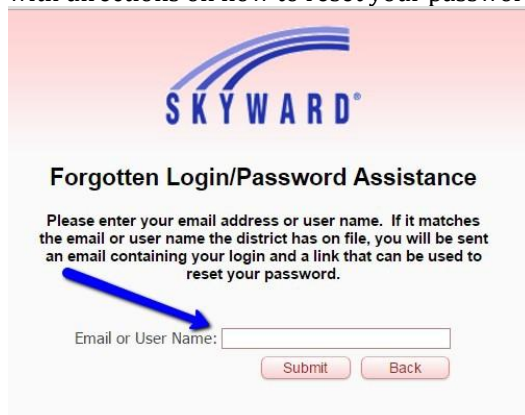 with directions on how to reset your passwor
SKYWARD®
Forgotten Login/Password Assistance
Please enter your email address or user name. If it matches
the email or user name the district has on file, you will be sent
an email containing your login and a link that can be used to
reset your password.
Email or User Name:
Submit Back